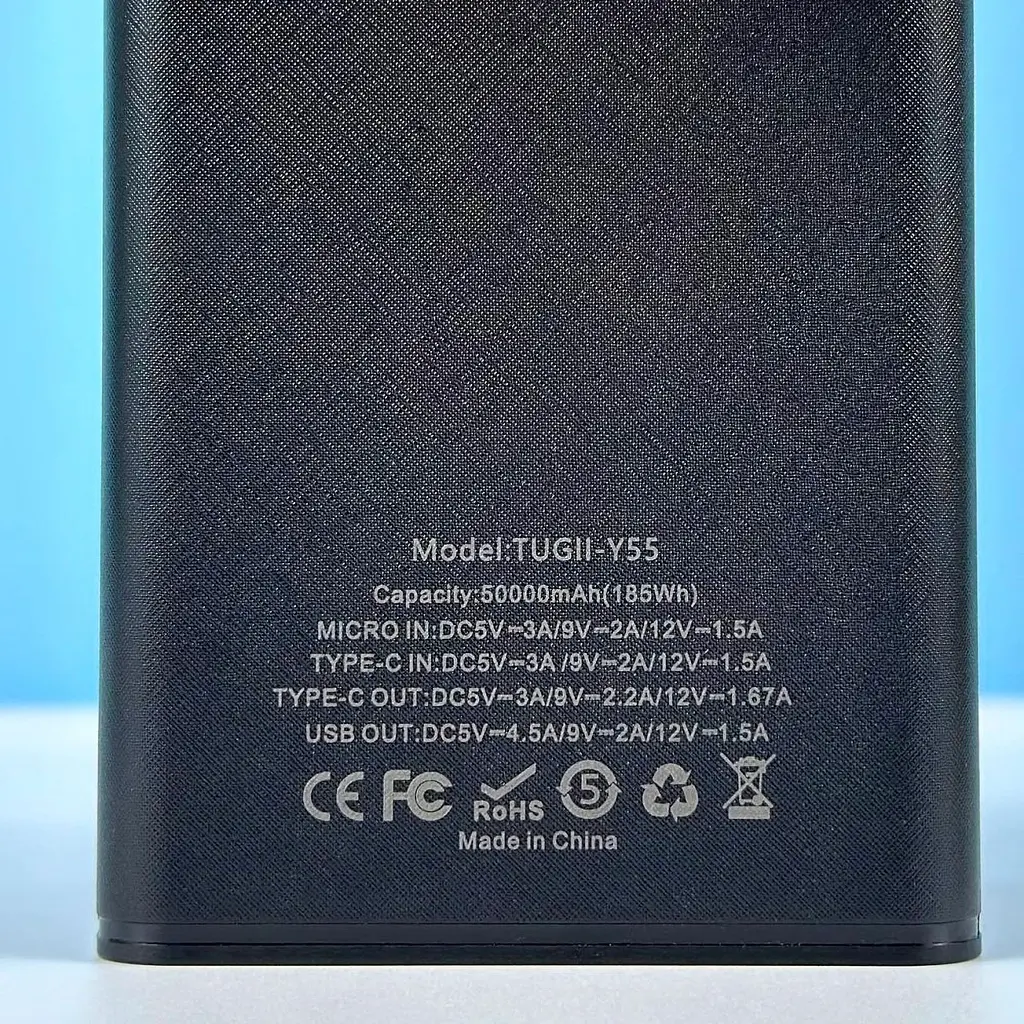 Model:TUGII-Y55
Capacity:50000mAh(185Wh)
MICRO IN:DC5V⎓3A/9V⎓2A/12V⎓1.5A
TYPE-C IN:DC5V⎓3A/9V⎓2A/12V⎓1.5A
TYPE-C OUT:DC5V⎓3A/9V⎓2.2A/12V⎓1.67A
USB OUT:DC5V⎓4.5A/9V⎓2A/12V⎓1.5A
CE FC RoHS 5
Made in China